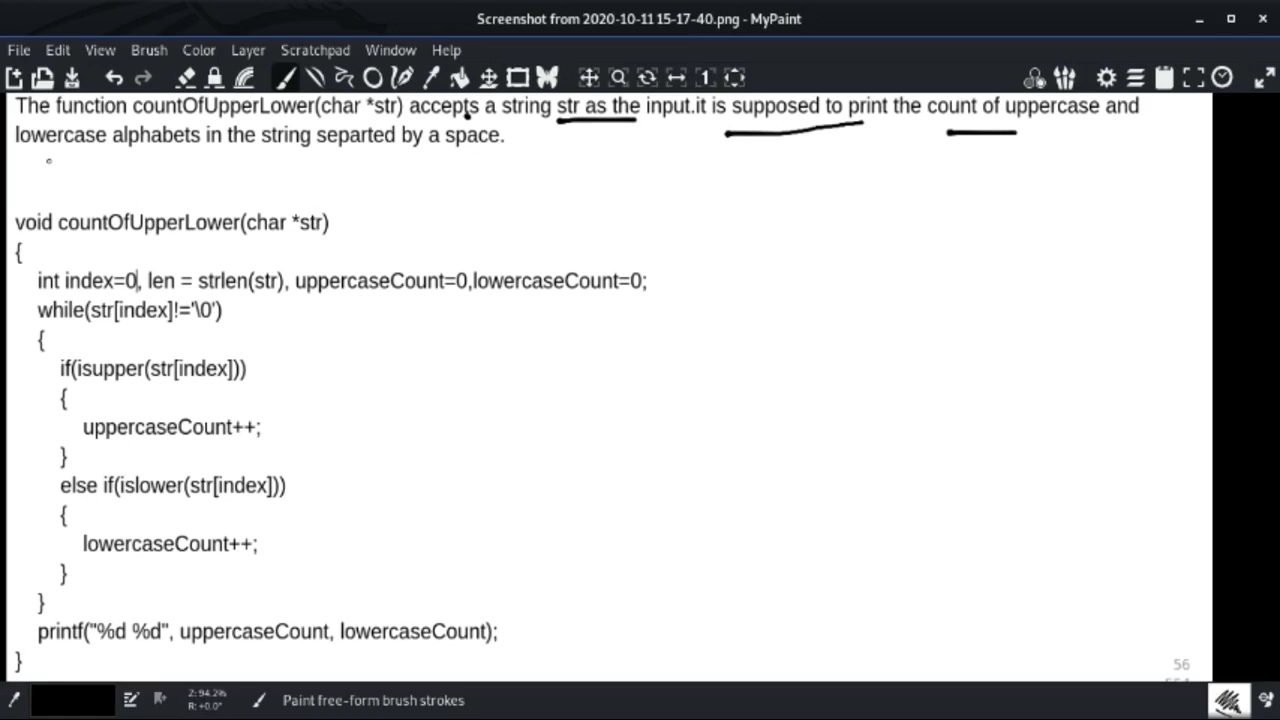 Screenshot from 2020-10-11 15-17-40.png - MyPaint
File Edit View Brush Color Layer Scratchpad Window Help
The function countOfUpperLower(char *str) accepts a string str as the input.it is supposed to print the count of uppercase and
lowercase alphabets in the string separted by a space.
void countOfUpperLower(char *str)
{
int index=0, len = strlen(str), uppercaseCount=0,lowercaseCount=0;
while(str[index]!='\0')
{
if(isupper(str[index]))
{
uppercaseCount++;
}
else if(islower(str[index]))
{
lowercaseCount++;
}
}
printf("%d %d", uppercaseCount, lowercaseCount);
}
56
Z: 94.2%
R: +0.0°
Paint free-form brush strokes